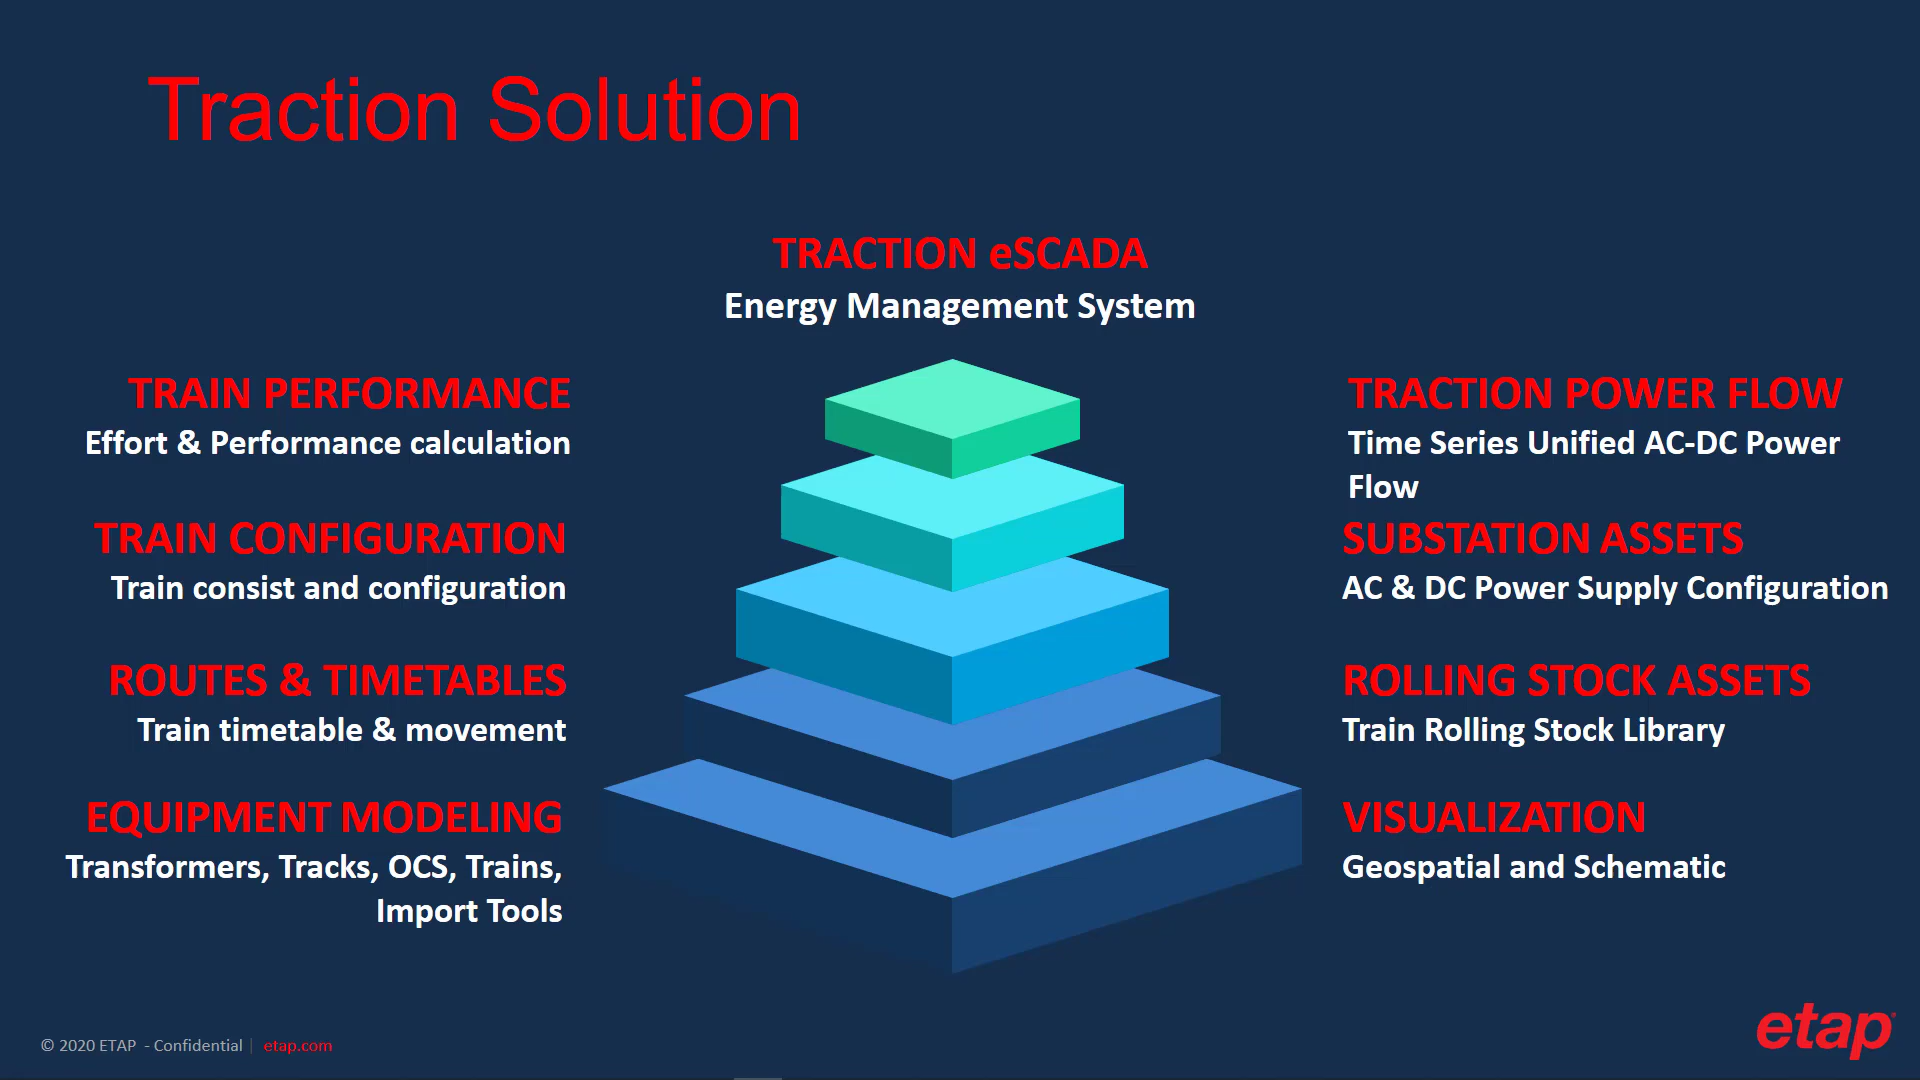 Traction Solution
TRACTION eSCADA
Energy Management System
TRAIN PERFORMANCE
Effort & Performance calculation
TRAIN CONFIGURATION
Train consist and configuration
ROUTES & TIMETABLES
Train timetable & movement
EQUIPMENT MODELING
Transformers, Tracks, OCS, Trains,
Import Tools
TRACTION POWER FLOW
Time Series Unified AC-DC Power
Flow
SUBSTATION ASSETS
AC & DC Power Supply Configuration
ROLLING STOCK ASSETS
Train Rolling Stock Library
VISUALIZATION
Geospatial and Schematic
© 2020 ETAP - Confidential | etap.com
etap®